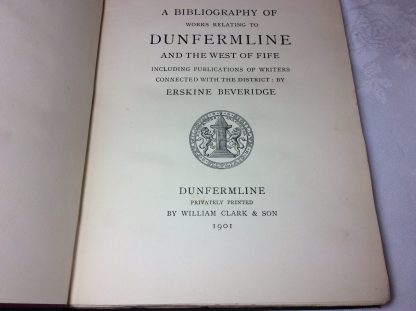 A BIBLIOGRAPHY OF
WORKS RELATING TO
DUNFERMLINE
AND THE WEST OF FIFE
INCLUDING PUBLICATIONS OF WRITERS
CONNECTED WITH THE DISTRICT: BY
ERSKINE BEVERIDGE
DUNFERMLINE
PRIVATELY PRINTED
BY WILLIAM CLARK & SON
1901